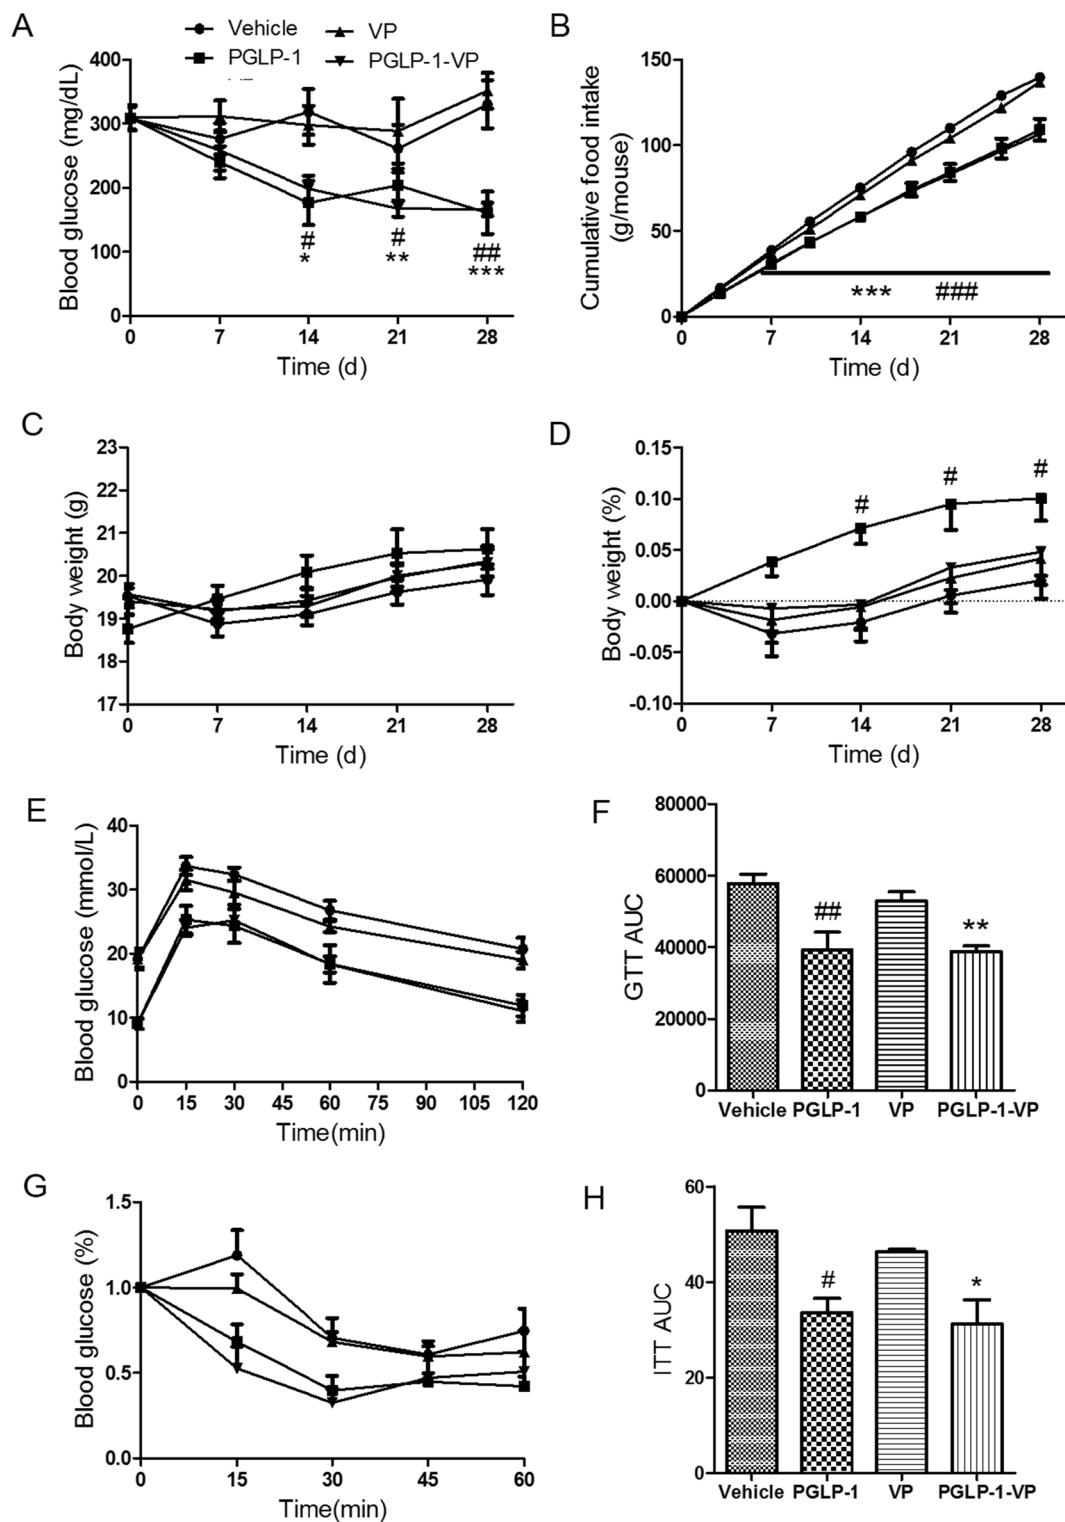 A
Vehicle
VP
PGLP-1
PGLP-1-VP
Blood glucose (mg/dL)
400
300
200
100
0
#
*
#
**
##
***
0 7 14 21 28
Time (d)
B
Cumulative food intake
(g/mouse)
150
100
50
0
*** ###
0 7 14 21 28
Time (d)
C
Body weight (g)
23
22
21
20
19
18
17
0 7 14 21 28
Time (d)
D
Body weight (%)
0.15
0.10
0.05
0.00
-0.05
-0.10
# # #
0 7 14 21 28
Time (d)
E
Blood glucose (mmol/L)
40
30
20
10
0
0 15 30 45 60 75 90 105 120
Time(min)
F
GTT AUC
80000
60000
40000
20000
0
##
**
Vehicle PGLP-1 VP PGLP-1-VP
G
Blood glucose (%)
1.5
1.0
0.5
0.0
0 15 30 45 60
Time(min)
H
ITT AUC
60
40
20
0
#
*
Vehicle PGLP-1 VP PGLP-1-VP